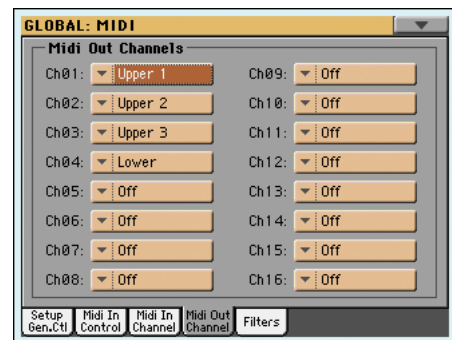 GLOBAL: MIDI
Midi Out Channels
Ch01: Upper 1
Ch02: Upper 2
Ch03: Upper 3
Ch04: Lower
Ch05: Off
Ch06: Off
Ch07: Off
Ch08: Off
Ch09: Off
Ch10: Off
Ch11: Off
Ch12: Off
Ch13: Off
Ch14: Off
Ch15: Off
Ch16: Off
Setup Gen.Ctl
Midi In Control
Midi In Channel
Midi Out Channel
Filters